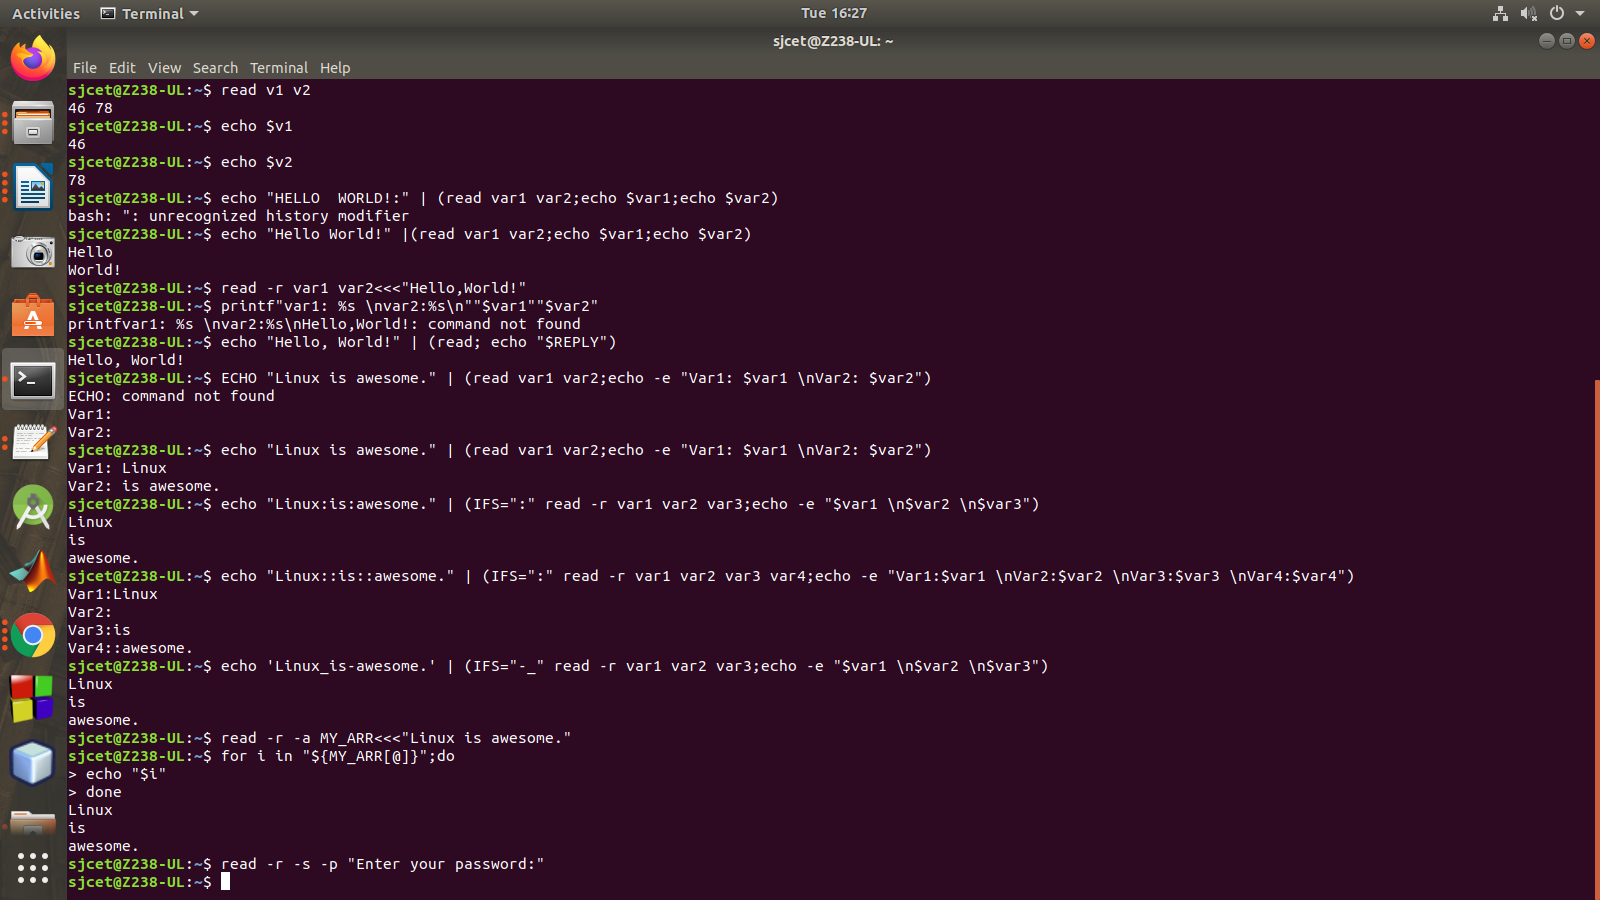 Activities Terminal Tue 16:27
sjcet@Z238-UL: ~
File Edit View Search Terminal Help
sjcet@Z238-UL:~$ read v1 v2
46 78
sjcet@Z238-UL:~$ echo $v1
46
sjcet@Z238-UL:~$ echo $v2
78
sjcet@Z238-UL:~$ echo "HELLO  WORLD!:" | (read var1 var2;echo $var1;echo $var2)
bash: ": unrecognized history modifier
sjcet@Z238-UL:~$ echo "Hello World!" |(read var1 var2;echo $var1;echo $var2)
Hello
World!
sjcet@Z238-UL:~$ read -r var1 var2<<<"Hello,World!"
sjcet@Z238-UL:~$ printf"var1: %s \nvar2:%s\n""$var1""$var2"
printfvar1: %s \nvar2:%s\nHello,World!: command not found
sjcet@Z238-UL:~$ echo "Hello, World!" | (read; echo "$REPLY")
Hello, World!
sjcet@Z238-UL:~$ ECHO "Linux is awesome." | (read var1 var2;echo -e "Var1: $var1 \nVar2: $var2")
ECHO: command not found
Var1:
Var2:
sjcet@Z238-UL:~$ echo "Linux is awesome." | (read var1 var2;echo -e "Var1: $var1 \nVar2: $var2")
Var1: Linux
Var2: is awesome.
sjcet@Z238-UL:~$ echo "Linux:is:awesome." | (IFS=":" read -r var1 var2 var3;echo -e "$var1 \n$var2 \n$var3")
Linux
is
awesome.
sjcet@Z238-UL:~$ echo "Linux::is::awesome." | (IFS=":" read -r var1 var2 var3 var4;echo -e "Var1:$var1 \nVar2:$var2 \nVar3:$var3 \nVar4:$var4")
Var1:Linux
Var2:
Var3:is
Var4::awesome.
sjcet@Z238-UL:~$ echo 'Linux_is-awesome.' | (IFS="-_" read -r var1 var2 var3;echo -e "$var1 \n$var2 \n$var3")
Linux
is
awesome.
sjcet@Z238-UL:~$ read -r -a MY_ARR<<<"Linux is awesome."
sjcet@Z238-UL:~$ for i in "${MY_ARR[@]}";do
> echo "$i"
> done
Linux
is
awesome.
sjcet@Z238-UL:~$ read -r -s -p "Enter your password:"
sjcet@Z238-UL:~$